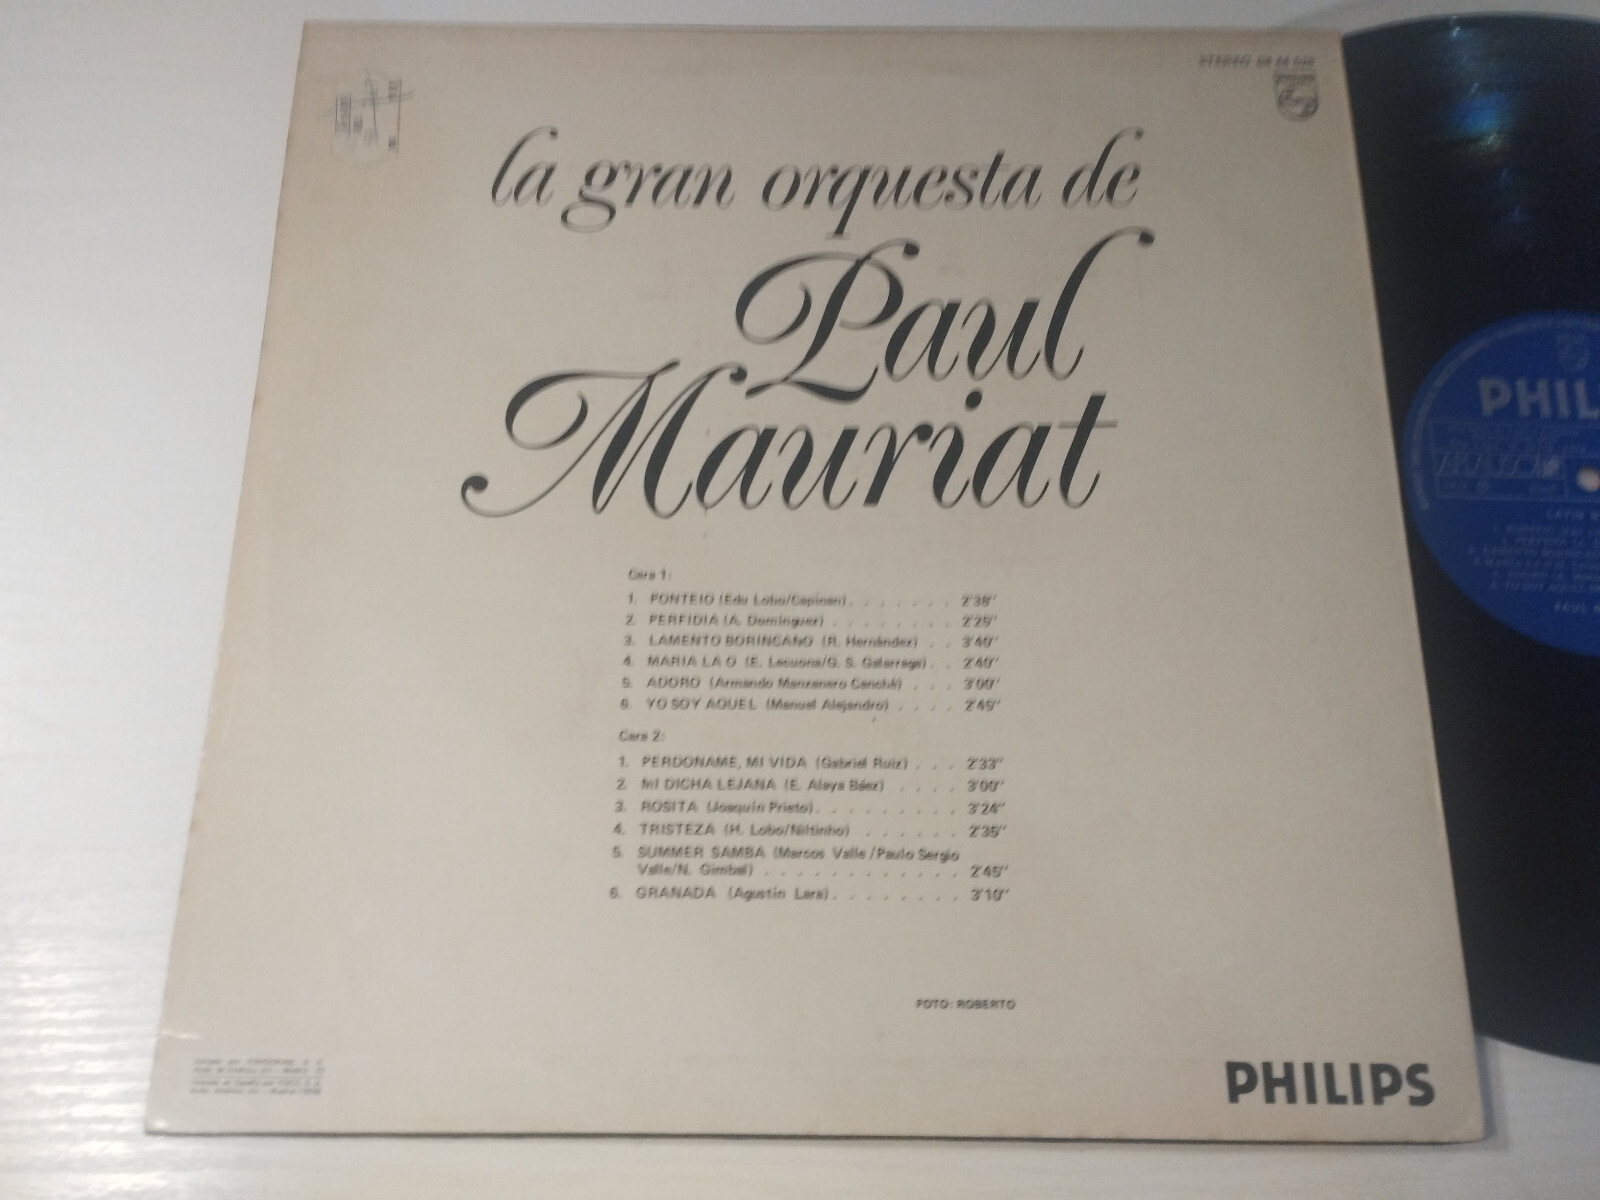 STEREO
la gran orquesta de
Paul
Mauriat
Cara 1:
1. PONTEIO (Edu Lobo/Capinan) . . . . . . . 2'38"
2. PERFIDIA (A. Domínguez) . . . . . . . . 2'25"
3. LAMENTO BORINCANO (R. Hernández) . . 3'40"
4. MARIA LA O (E. Lecuona/G. S. Galarraga) . . 2'40"
5. ADORO (Armando Manzanero Canché) . . . 3'00"
6. YO SOY AQUEL (Manuel Alejandro) . . . . 2'45"
Cara 2:
1. PERDONAME, MI VIDA (Gabriel Ruiz) . . . 2'33"
2. MI DICHA LEJANA (E. Alaya Báez) . . . . 3'00"
3. ROSITA (Joaquín Prieto) . . . . . . . . . 3'24"
4. TRISTEZA (H. Lobo/Niltinho) . . . . . . 2'35"
5. SUMMER SAMBA (Marcos Valle/Paulo Sergio
Valle/N. Gimbel) . . . . . . . . . . . . 2'45"
6. GRANADA (Agustín Lara) . . . . . . . . 3'10"
FOTO: ROBERTO
PHILIPS
PHIL